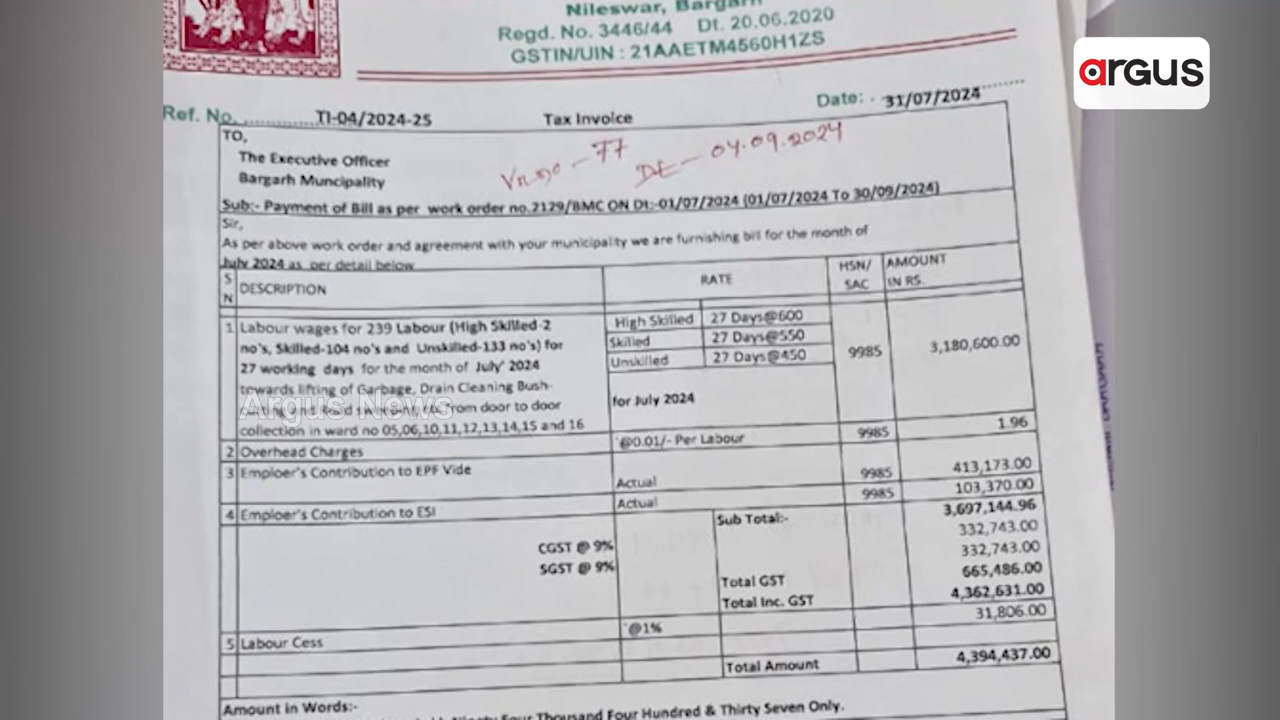 Nileswar, Bargarh
Regd. No. 3446/44 Dt. 20.06.2020
GSTIN/UIN : 21AAETM4560H1ZS
argus
Ref. No. TI-04/2024-25 Tax Invoice Date: 31/07/2024
TO,
The Executive Officer
Bargarh Muncipality
Vr.no - 77 Dt - 04.09.2024
Sub:- Payment of Bill as per work order no.2129/BMC ON Dt:-01/07/2024 (01/07/2024 To 30/09/2024)
Sir,
As per above work order and agreement with your municipality we are furnishing bill for the month of
July 2024 as per detail below
SN DESCRIPTION RATE HSN/SAC AMOUNT IN RS.
1 Labour wages for 239 Labour (High Skilled-2
no's, Skilled-104 no's and Unskilled-133 no's) for
27 working days for the month of July' 2024
towards lifting of Garbage, Drain Cleaning Bush-
from door to door
collection in ward no 05,06,10,11,12,13,14,15 and 16
High Skilled 27 Days@600
Skilled 27 Days@550
Unskilled 27 Days@450
for July 2024
9985 3,180,600.00
Argus News
2 Overhead Charges '@0.01/- Per Labour 9985 1.96
3 Emploer's Contribution to EPF Vide Actual 9985 413,173.00
4 Emploer's Contribution to ESI Actual 9985 103,370.00
Sub Total:- 3,697,144.96
CGST @ 9% 332,743.00
SGST @ 9% 332,743.00
Total GST 665,486.00
Total Inc. GST 4,362,631.00
5 Labour Cess '@1% 31,806.00
Total Amount 4,394,437.00
Amount in Words:-
Ninety Four Thousand Four Hundred & Thirty Seven Only.